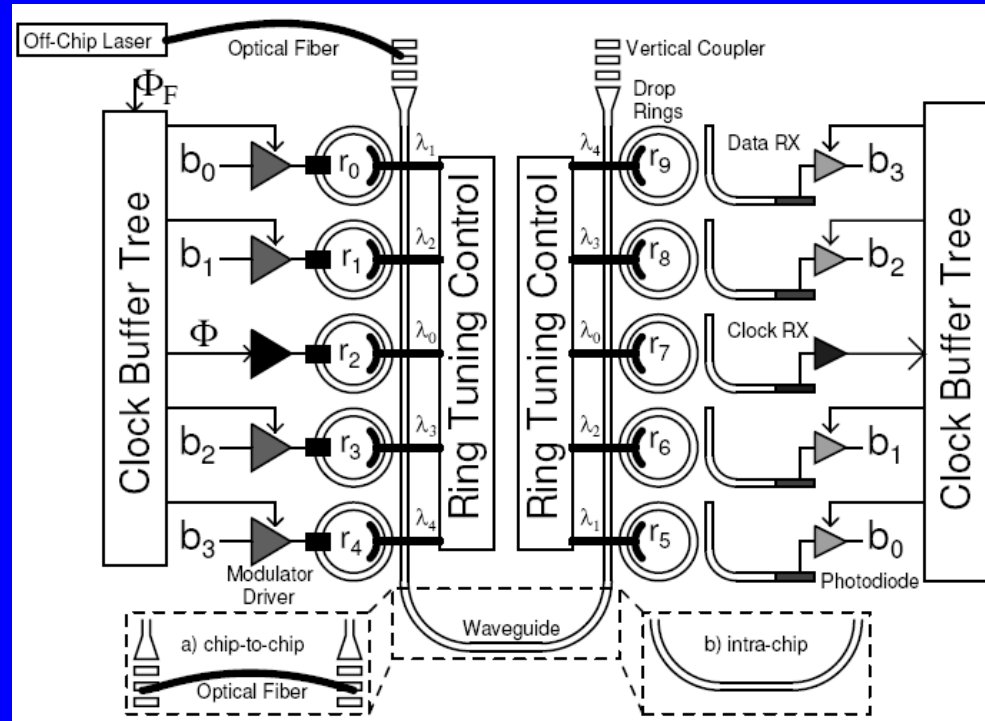 Off-Chip Laser
Optical Fiber
Vertical Coupler
Φ_F
Drop
Rings
Clock Buffer Tree
b₀
r₀
λ₁
Ring Tuning Control
λ₄
r₉
Data RX
b₃
Clock Buffer Tree
b₁
r₁
λ₂
Ring Tuning Control
λ₃
r₈
b₂
Φ
r₂
λ₀
λ₀
r₇
Clock RX
b₂
r₃
λ₃
λ₂
r₆
b₁
b₃
r₄
λ₄
λ₁
r₅
b₀
Modulator
Driver
Photodiode
a) chip-to-chip
Optical Fiber
Waveguide
b) intra-chip